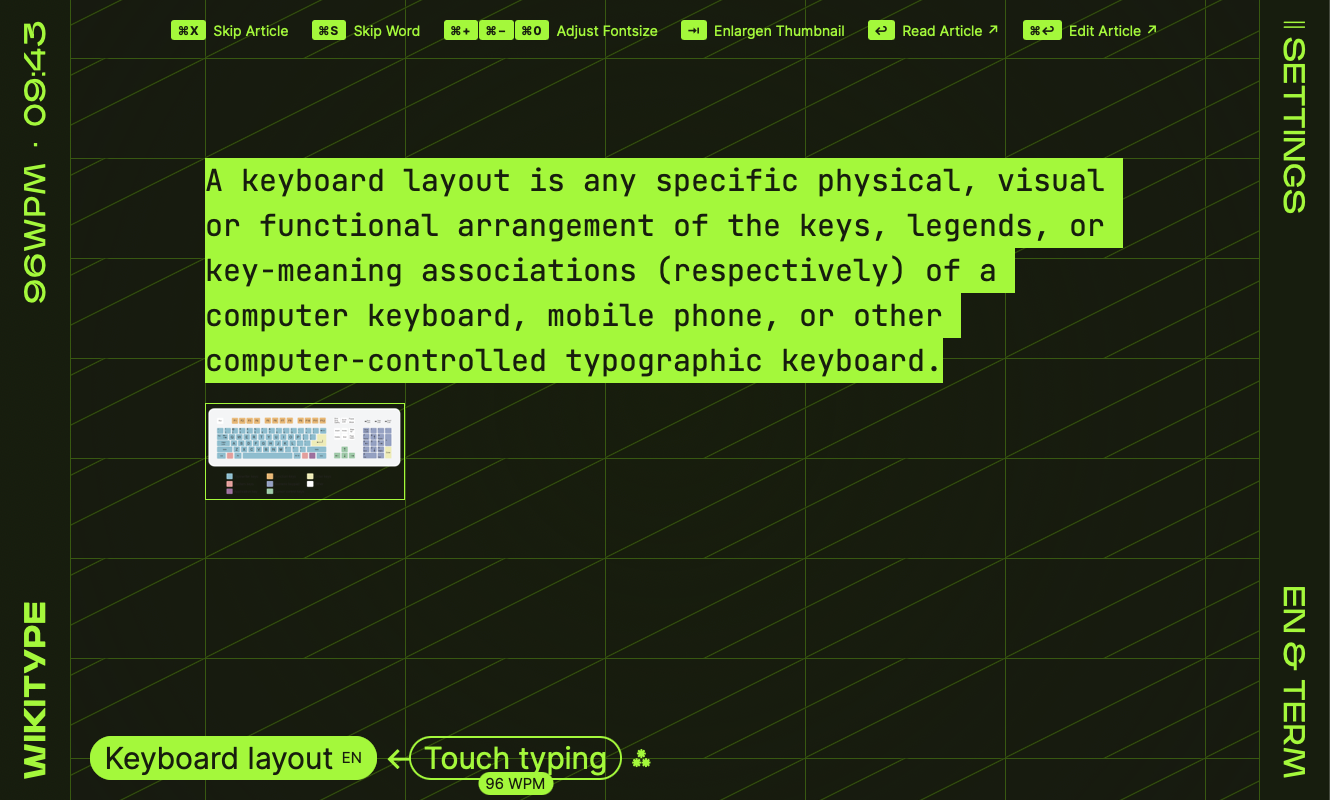 ⌘X Skip Article ⌘S Skip Word ⌘+ ⌘− ⌘0 Adjust Fontsize ⇥ Enlargen Thumbnail ↩ Read Article ↗ ⌘↩ Edit Article ↗
96WPM · 09:43
WIKITYPE
A keyboard layout is any specific physical, visual
or functional arrangement of the keys, legends, or
key-meaning associations (respectively) of a
computer keyboard, mobile phone, or other
computer-controlled typographic keyboard.
Keyboard layout EN ← Touch typing
96 WPM
SETTINGS
EN & TERM